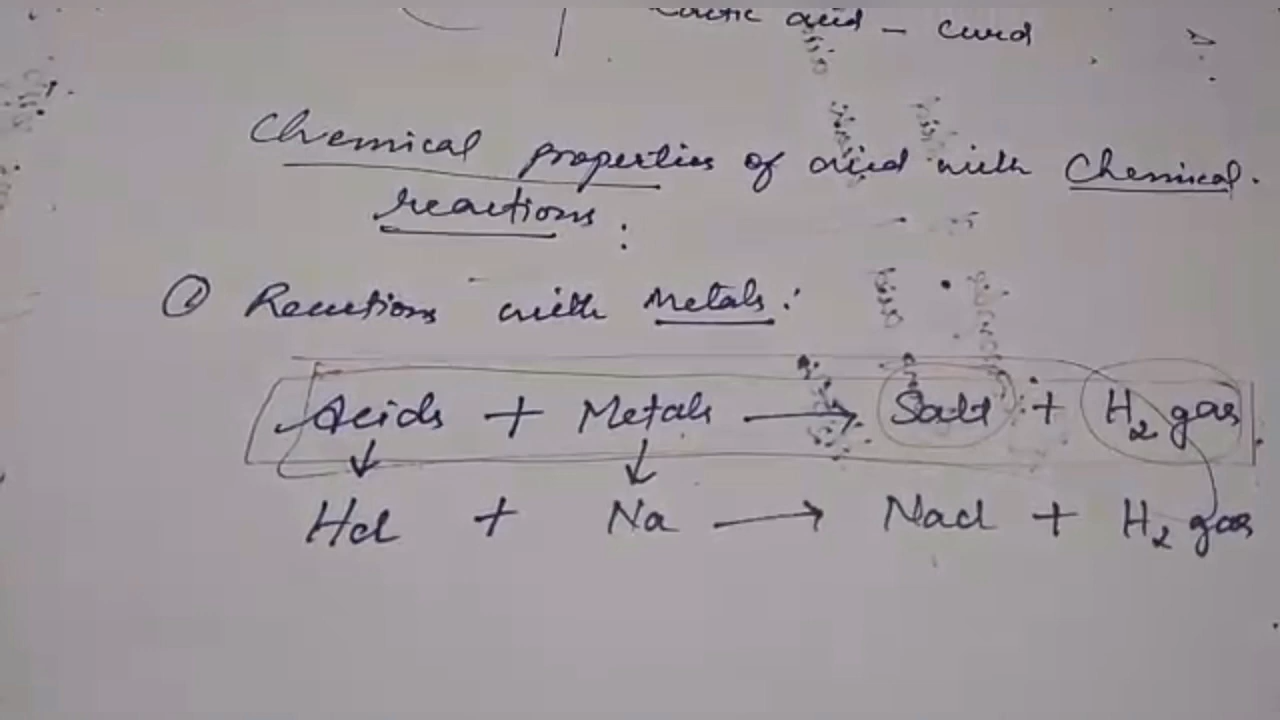 Lactic acid - curd
Chemical properties of acid with Chemical.
reactions:
① Reactions with Metals:
Acids + Metals → Salt + H₂ gas
↓ ↓
Hcl + Na → Nacl + H₂ gas